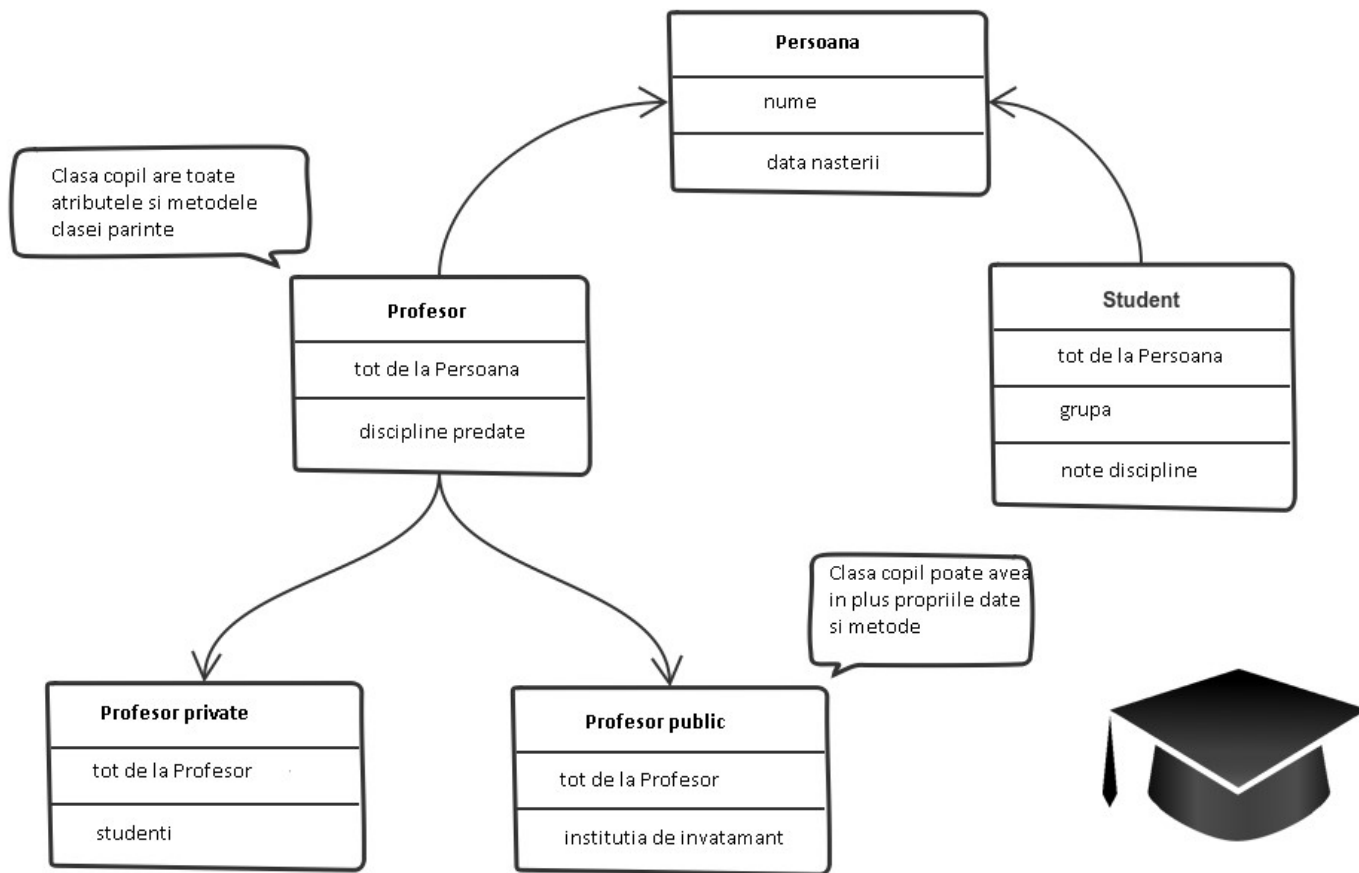 Persoana
nume
data nasterii
Clasa copil are toate
atributele si metodele
clasei parinte
Profesor
tot de la Persoana
discipline predate
Student
tot de la Persoana
grupa
note discipline
Clasa copil poate avea
in plus propriile date
si metode
Profesor private
tot de la Profesor
studenti
Profesor public
tot de la Profesor
institutia de invatamant